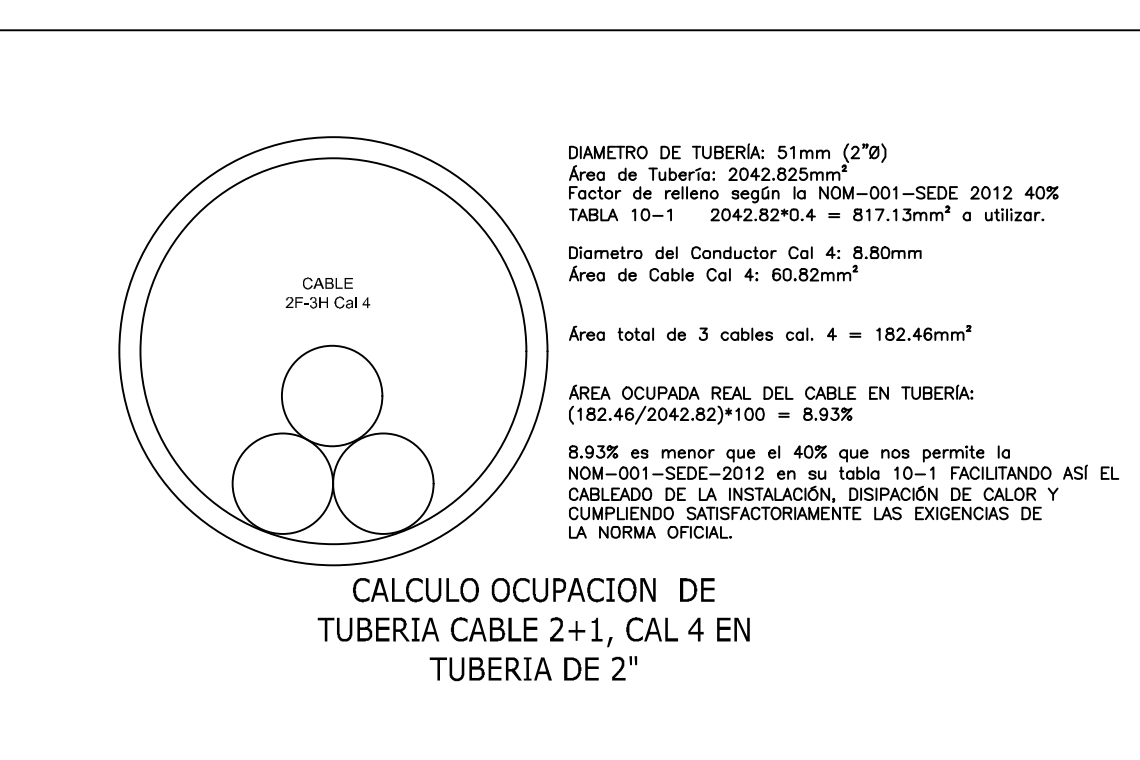 DIAMETRO DE TUBERÍA: 51mm (2"Ø)
Área de Tubería: 2042.825mm²
Factor de relleno según la NOM-001-SEDE 2012 40%
TABLA 10-1 2042.82*0.4 = 817.13mm² a utilizar.
Diametro del Conductor Cal 4: 8.80mm
Área de Cable Cal 4: 60.82mm²
CABLE
2F-3H Cal 4
Área total de 3 cables cal. 4 = 182.46mm²
ÁREA OCUPADA REAL DEL CABLE EN TUBERÍA:
(182.46/2042.82)*100 = 8.93%
8.93% es menor que el 40% que nos permite la
NOM-001-SEDE-2012 en su tabla 10-1 FACILITANDO ASÍ EL
CABLEADO DE LA INSTALACIÓN, DISIPACIÓN DE CALOR Y
CUMPLIENDO SATISFACTORIAMENTE LAS EXIGENCIAS DE
LA NORMA OFICIAL.
CALCULO OCUPACION DE
TUBERIA CABLE 2+1, CAL 4 EN
TUBERIA DE 2"